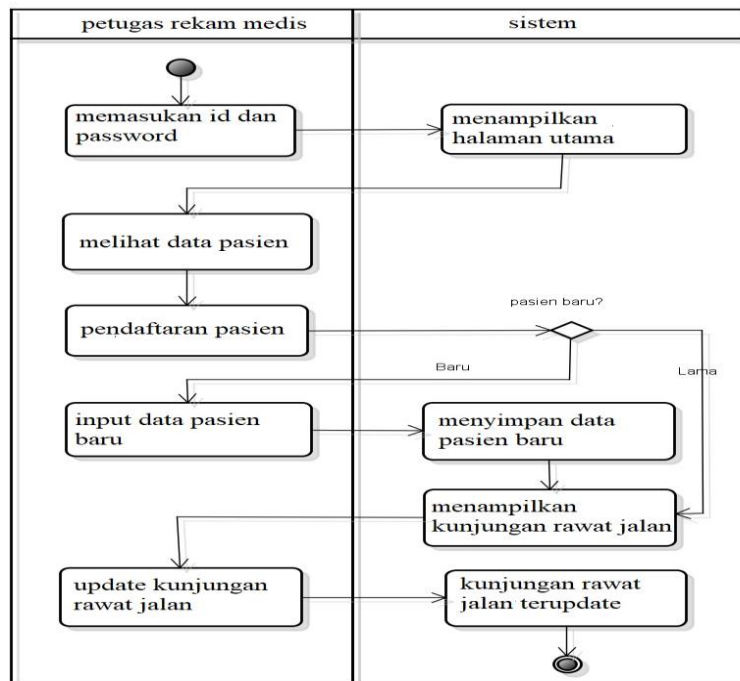 petugas rekam medis
sistem
memasukan id dan
password
menampilkan
halaman utama
melihat data pasien
pendaftaran pasien
pasien baru?
Baru
Lama
input data pasien
baru
menyimpan data
pasien baru
menampilkan
kunjungan rawat jalan
update kunjungan
rawat jalan
kunjungan rawat
jalan terupdate